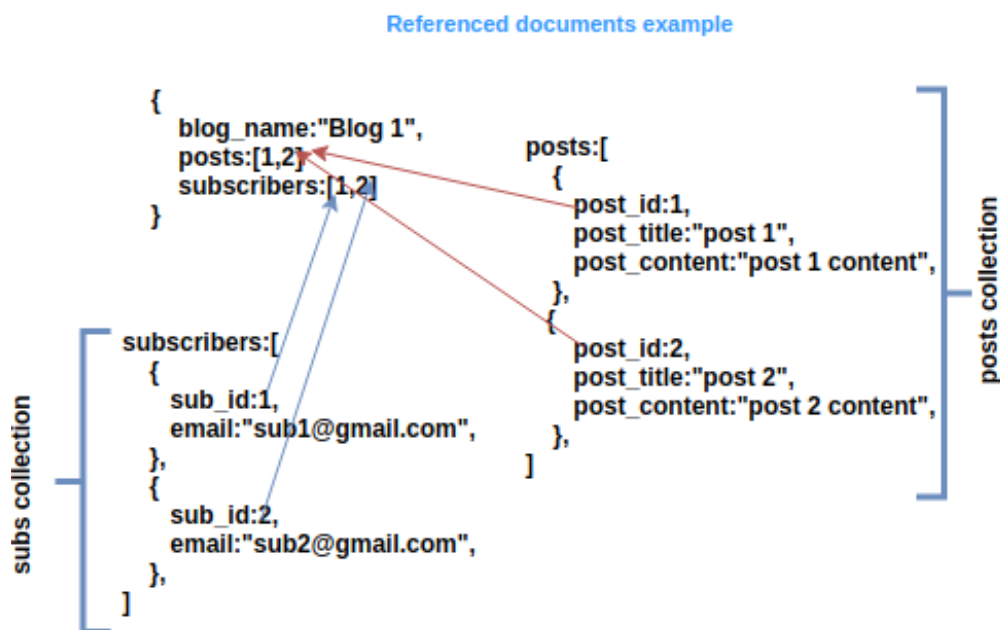 Referenced documents example
{
blog_name:"Blog 1",
posts:[1,2]
subscribers:[1,2]
}
posts:[
{
post_id:1,
post_title:"post 1",
post_content:"post 1 content",
},
{
post_id:2,
post_title:"post 2",
post_content:"post 2 content",
},
]
posts collection
subscribers:[
{
sub_id:1,
email:"sub1@gmail.com",
},
{
sub_id:2,
email:"sub2@gmail.com",
},
]
subs collection